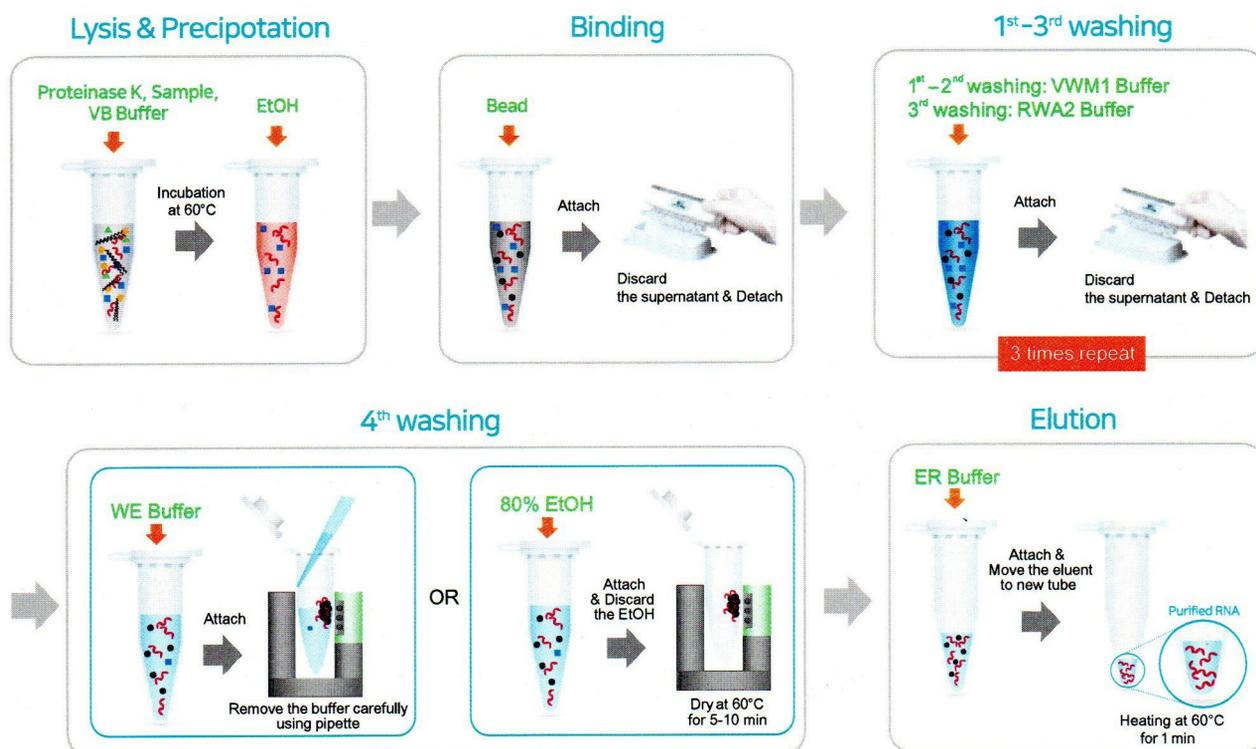 Lysis & Precipotation
Proteinase K, Sample,
VB Buffer
EtOH
Incubation
at 60°C
Binding
Bead
Attach
Discard
the supernatant & Detach
1st-3rd washing
1st-2nd washing: VWM1 Buffer
3rd washing: RWA2 Buffer
Attach
Discard
the supernatant & Detach
3 times repeat
4th washing
WE Buffer
Attach
Remove the buffer carefully
using pipette
OR
80% EtOH
Attach
& Discard
the EtOH
Dry at 60°C
for 5-10 min
Elution
ER Buffer
Attach &
Move the eluent
to new tube
Purified RNA
Heating at 60°C
for 1 min